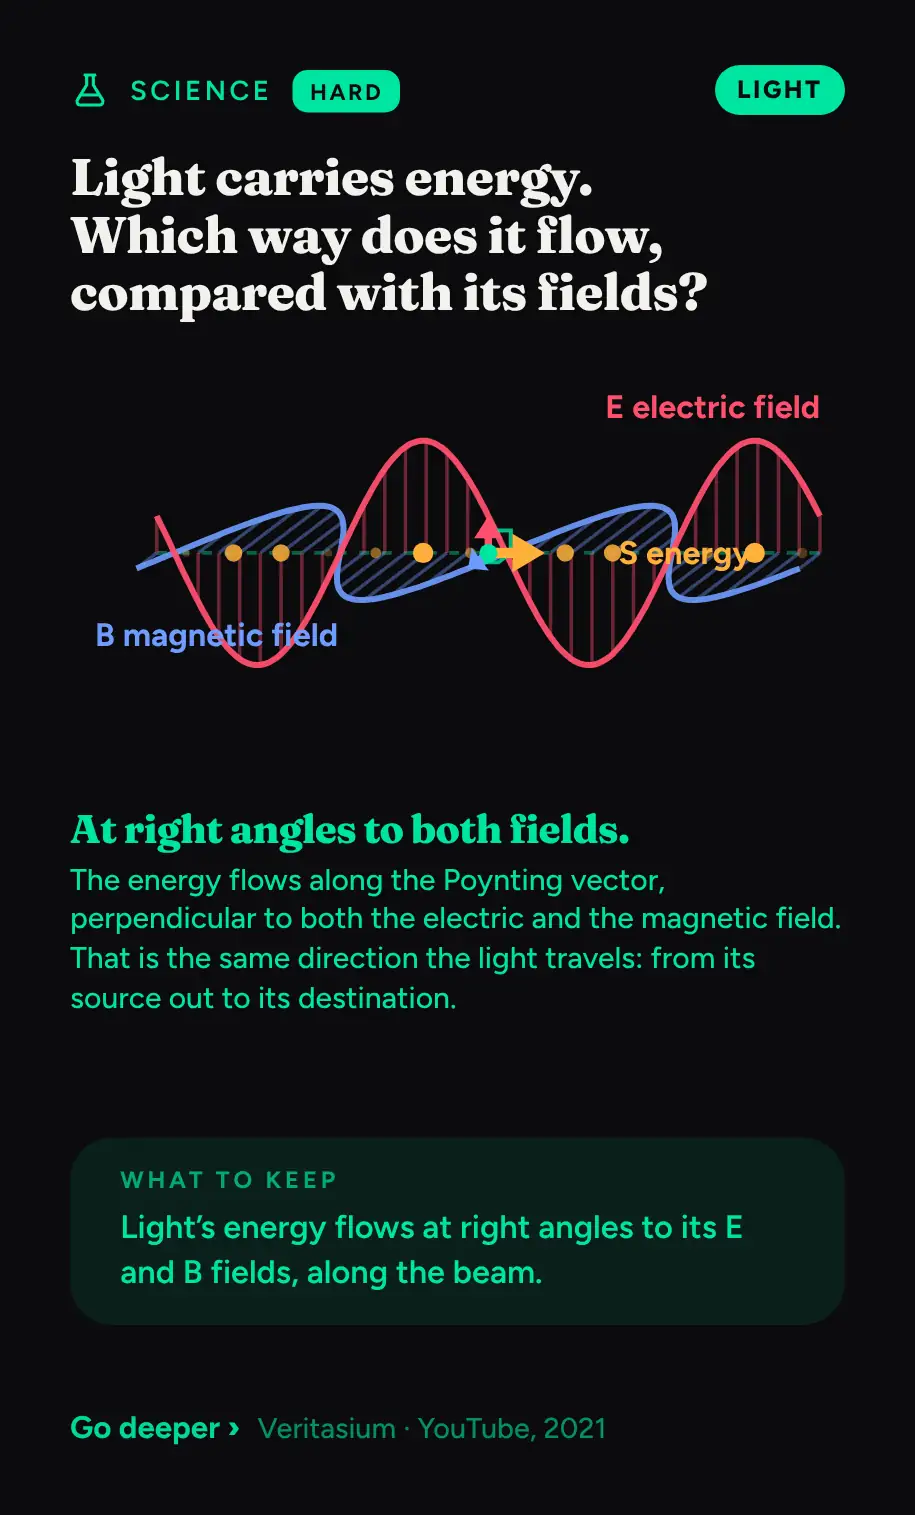 SCIENCE HARD LIGHT
Light carries energy.
Which way does it flow,
compared with its fields?
E electric field
S energy
B magnetic field
At right angles to both fields.
The energy flows along the Poynting vector,
perpendicular to both the electric and the magnetic field.
That is the same direction the light travels: from its
source out to its destination.
WHAT TO KEEP
Light’s energy flows at right angles to its E
and B fields, along the beam.
Go deeper › Veritasium · YouTube, 2021